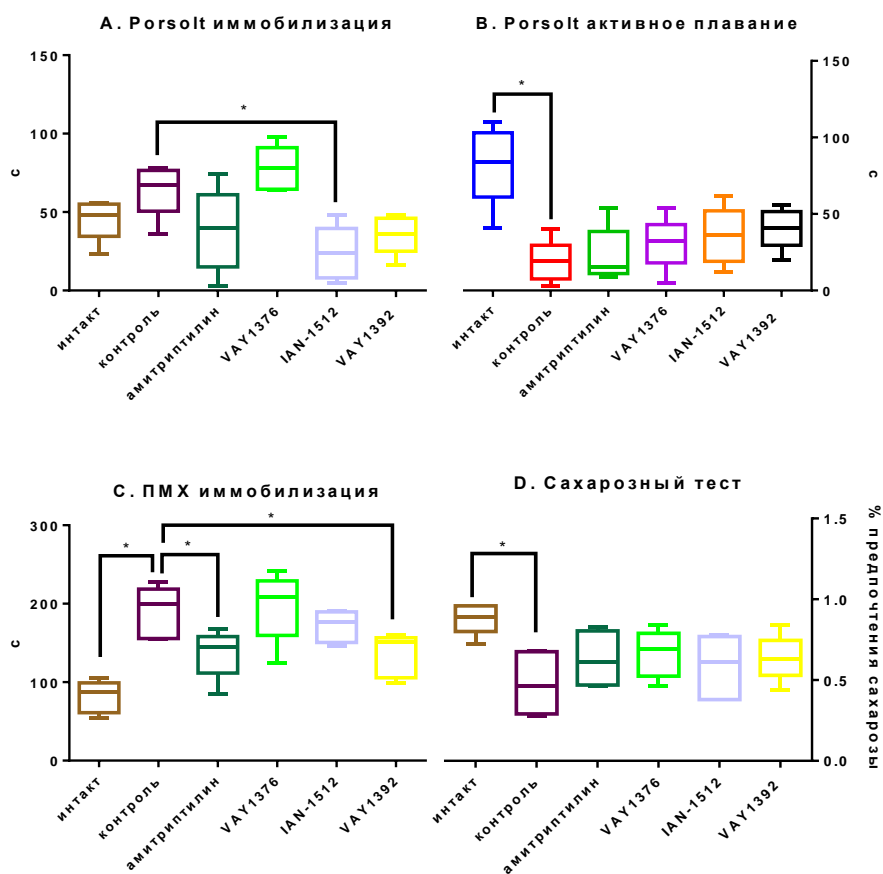 A. Porsolt иммобилизация
150
100
50
0
с
*
интакт
контроль
амитриптилин
VAY1376
IAN-1512
VAY1392
B. Porsolt активное плавание
150
100
50
0
с
*
интакт
контроль
амитриптилин
VAY1376
IAN-1512
VAY1392
C. ПМХ иммобилизация
300
200
100
0
с
*
*
*
интакт
контроль
амитриптилин
VAY1376
IAN-1512
VAY1392
D. Сахарозный тест
1.5
1.0
0.5
0.0
% предпочтения сахарозы
*
интакт
контроль
амитриптилин
VAY1376
IAN-1512
VAY1392